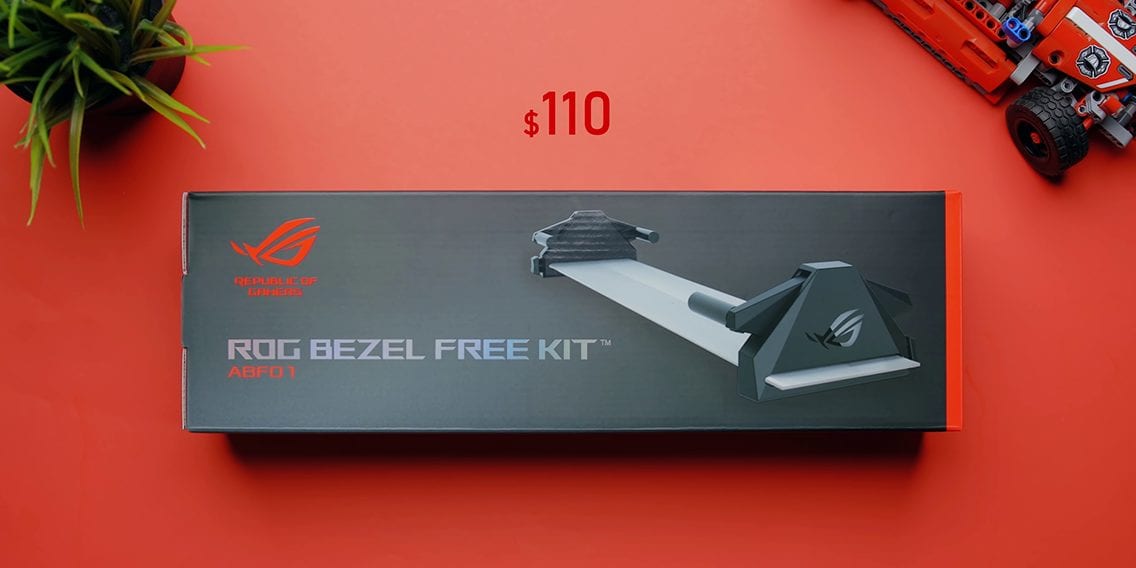 $110
REPUBLIC OF
GAMERS
ROG BEZEL FREE KIT™
ABF01